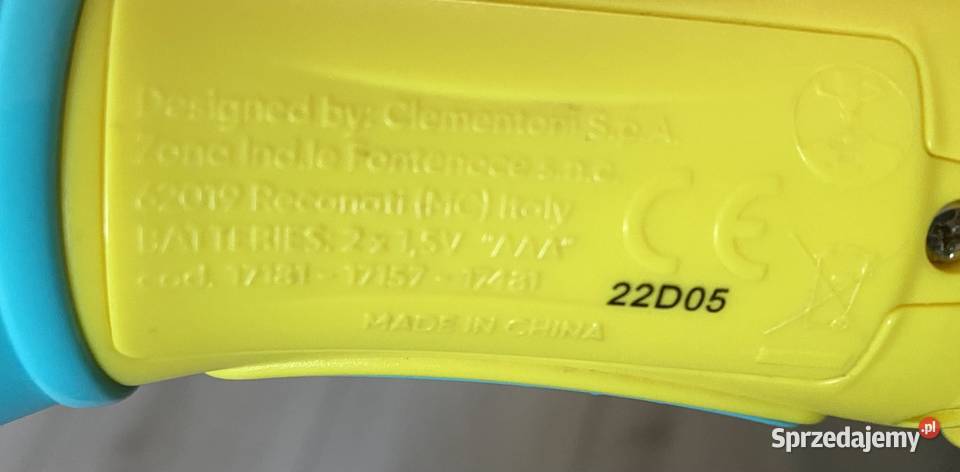 Designed by: Clementoni S.p.A.
Zona Ind.le Fontenoce s.n.c.
62019 Recanati (MC) Italy
BATTERIES: 2 x 1,5V "AAA"
cod. 17181 - 17157 - 17481
MADE IN CHINA
CE
22D05
Sprzedajemy.pl